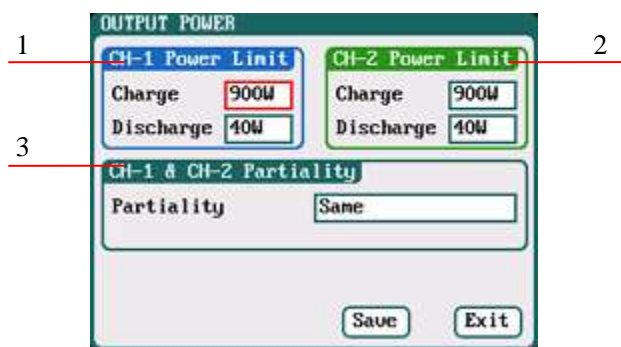 OUTPUT POWER
1
2
CH-1 Power Limit
CH-2 Power Limit
Charge 900W
Charge 900W
Discharge 40W
Discharge 40W
3
CH-1 & CH-2 Partiality
Partiality Same
Save Exit